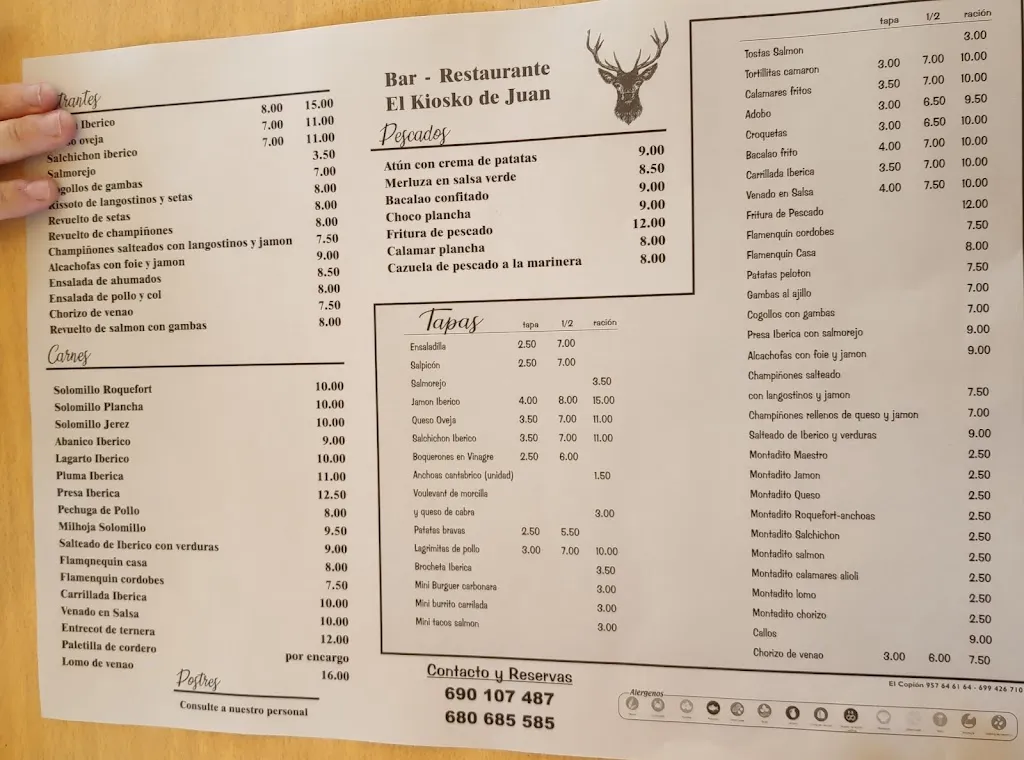 trantes
Iberico 8.00 15.00
oveja 7.00 11.00
Salchichon iberico 7.00 11.00
Salmorejo 3.50
ogollos de gambas 7.00
Rissoto de langostinos y setas 8.00
Revuelto de setas 8.00
Revuelto de champiñones 8.00
Champiñones salteados con langostinos y jamon 7.50
Alcachofas con foie y jamon 9.00
Ensalada de ahumados 8.50
Ensalada de pollo y col 8.00
Chorizo de venao 7.50
Revuelto de salmon con gambas 8.00
Carnes
Solomillo Roquefort 10.00
Solomillo Plancha 10.00
Solomillo Jerez 10.00
Abanico Iberico 9.00
Lagarto Iberico 10.00
Pluma Iberica 11.00
Presa Iberica 12.50
Pechuga de Pollo 8.00
Milhoja Solomillo 9.50
Salteado de Iberico con verduras 9.00
Flamqnequin casa 8.00
Flamenquin cordobes 7.50
Carrillada Iberica 10.00
Venado en Salsa 10.00
Entrecot de ternera 12.00
Paletilla de cordero por encargo
Lomo de venao 16.00
Postres
Consulte a nuestro personal
Bar - Restaurante
El Kiosko de Juan
Pescados
Atún con crema de patatas 9.00
Merluza en salsa verde 8.50
Bacalao confitado 9.00
Choco plancha 9.00
Fritura de pescado 12.00
Calamar plancha 8.00
Cazuela de pescado a la marinera 8.00
Tapas tapa 1/2 ración
Ensaladilla 2.50 7.00
Salpicón 2.50 7.00
Salmorejo 3.50
Jamon Iberico 4.00 8.00 15.00
Queso Oveja 3.50 7.00 11.00
Salchichon Iberico 3.50 7.00 11.00
Boquerones en Vinagre 2.50 6.00
Anchoas cantabrico (unidad) 1.50
Voulevant de morcilla
y queso de cabra 3.00
Patatas bravas 2.50 5.50
Lagrimitas de pollo 3.00 7.00 10.00
Brocheta Iberica 3.50
Mini Burguer carbonara 3.00
Mini burrito carrilada 3.00
Mini tacos salmon 3.00
Contacto y Reservas
690 107 487
680 685 585
tapa 1/2 ración
Tostas Salmon 3.00
Tortillitas camaron 3.00 7.00 10.00
Calamares fritos 3.50 7.00 10.00
Adobo 3.00 6.50 9.50
Croquetas 3.00 6.50 10.00
Bacalao frito 4.00 7.00 10.00
Carrillada Iberica 3.50 7.00 10.00
Venado en Salsa 4.00 7.50 10.00
Fritura de Pescado 12.00
Flamenquin cordobes 7.50
Flamenquin Casa 8.00
Patatas peloton 7.50
Gambas al ajillo 7.00
Cogollos con gambas 7.00
Presa Iberica con salmorejo 9.00
Alcachofas con foie y jamon 9.00
Champiñones salteado
con langostinos y jamon 7.50
Champiñones rellenos de queso y jamon 7.00
Salteado de Iberico y verduras 9.00
Montadito Maestro 2.50
Montadito Jamon 2.50
Montadito Queso 2.50
Montadito Roquefort-anchoas 2.50
Montadito Salchichon 2.50
Montadito salmon 2.50
Montadito calamares alioli 2.50
Montadito lomo 2.50
Montadito chorizo 2.50
Callos 9.00
Chorizo de venao 3.00 6.00 7.50
El Copión 957 64 61 64 - 699 426 710
Alergenos